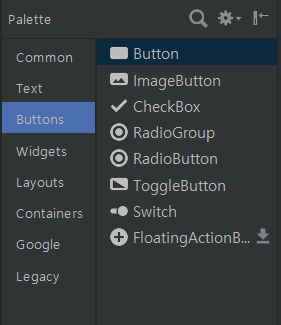 Palette
Common
Text
Buttons
Widgets
Layouts
Containers
Google
Legacy
Button
ImageButton
CheckBox
RadioGroup
RadioButton
ToggleButton
Switch
FloatingActionB...